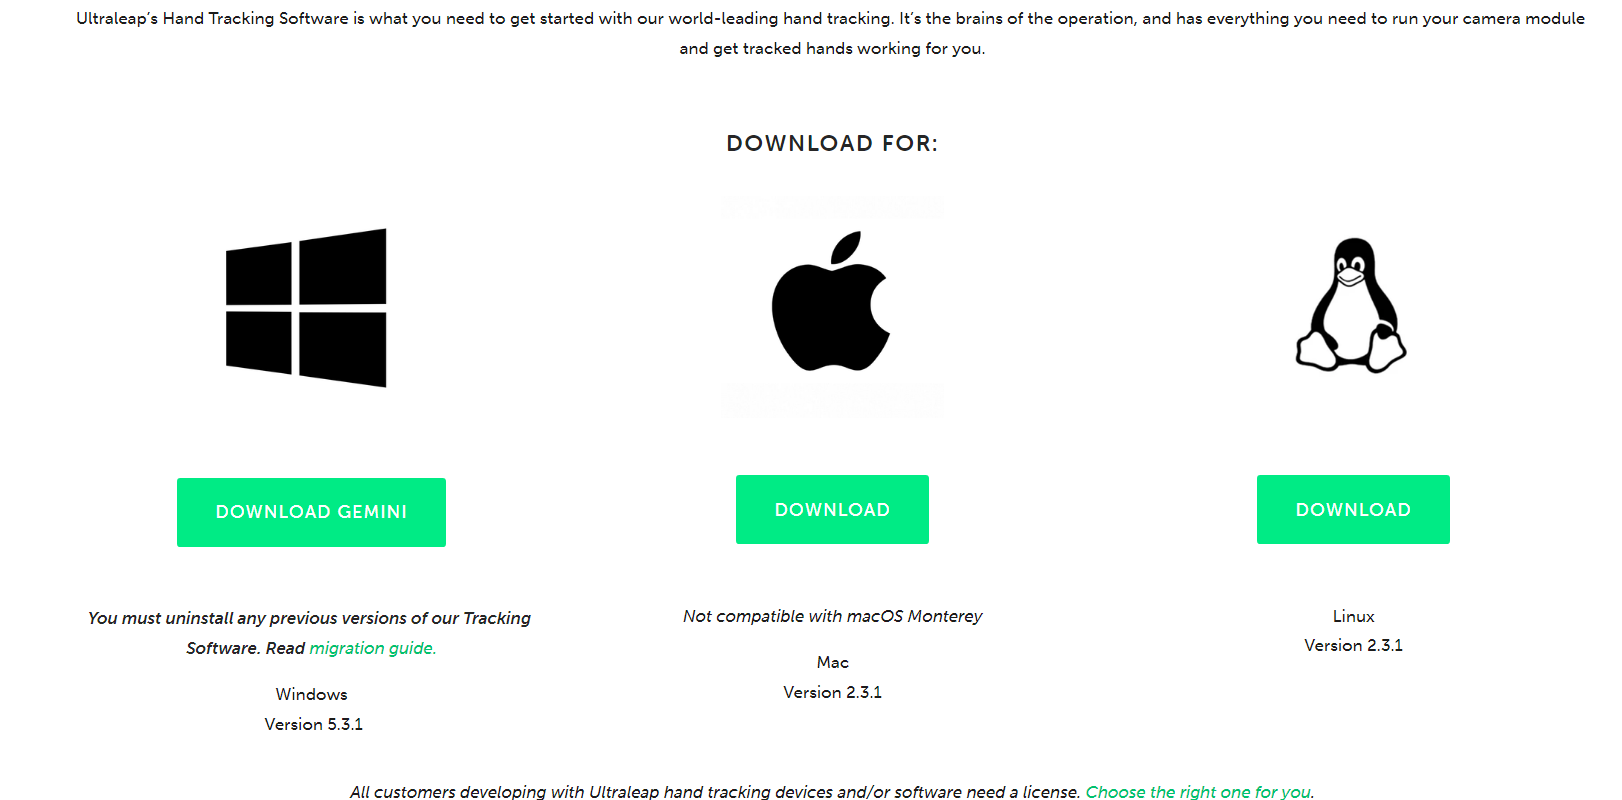 Ultraleap’s Hand Tracking Software is what you need to get started with our world-leading hand tracking. It’s the brains of the operation, and has everything you need to run your camera module
and get tracked hands working for you.
DOWNLOAD FOR:
DOWNLOAD GEMINI
You must uninstall any previous versions of our Tracking
Software. Read migration guide.
Windows
Version 5.3.1
DOWNLOAD
Not compatible with macOS Monterey
Mac
Version 2.3.1
DOWNLOAD
Linux
Version 2.3.1
All customers developing with Ultraleap hand tracking devices and/or software need a license. Choose the right one for you.